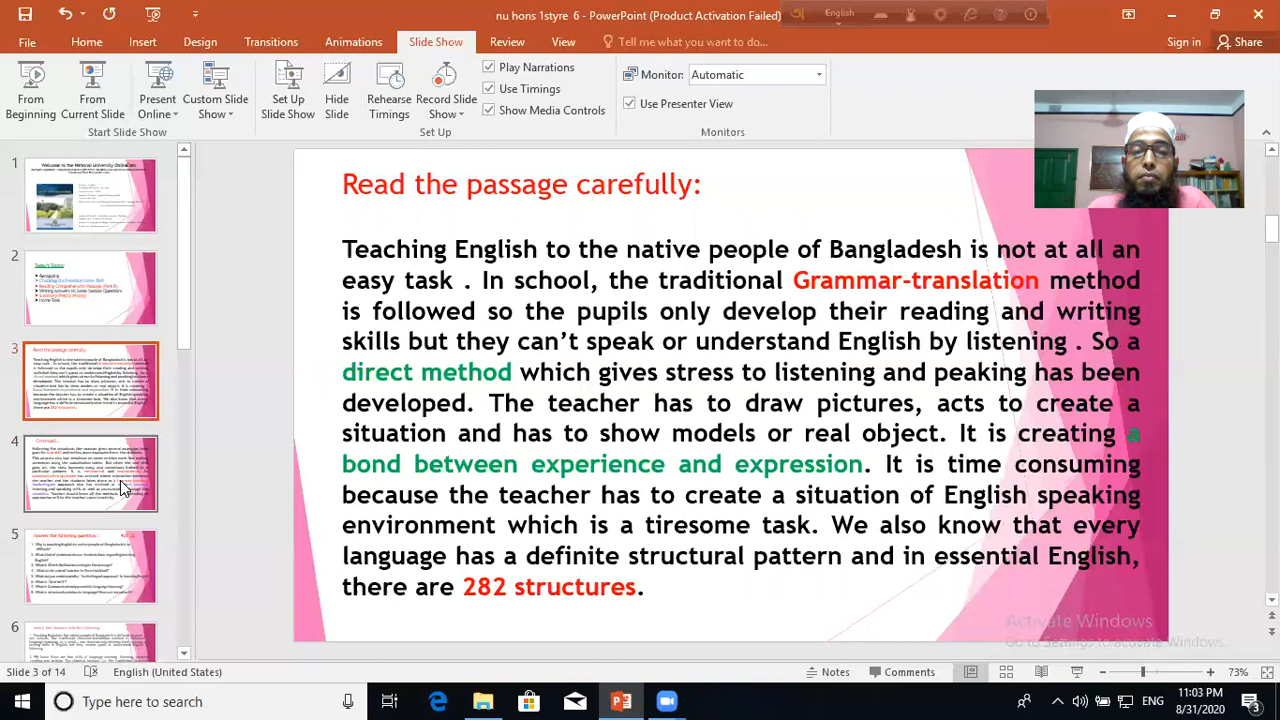 nu hons 1styr 6 - PowerPoint (Product Activation Failed)
File Home Insert Design Transitions Animations Slide Show Review View Tell me what you want to do... Sign in Share
From Beginning
From Current Slide
Present Online
Custom Slide Show
Start Slide Show
Set Up Slide Show
Hide Slide
Rehearse Timings
Record Slide Show
Play Narrations
Use Timings
Show Media Controls
Set Up
Monitor: Automatic
Use Presenter View
Monitors
1
2
3
4
5
6
Read the passage carefully:
Teaching English to the native people of Bangladesh is not at all an
easy task . In school, the traditional Grammar-translation method
is followed so the pupils only develop their reading and writing
skills but they can’t speak or understand English by listening . So a
direct method which gives stress to listening and peaking has been
developed. The teacher has to draw pictures, acts to create a
situation and has to show models or real object. It is creating a
bond between experience and expression. It is time consuming
because the teacher has to create a situation of English speaking
environment which is a tiresome task. We also know that every
language has a definite structural pattern and in essential English,
there are 282 structures.
Activate Windows
Go to Settings to activate Windows.
Slide 3 of 14 English (United States) Notes Comments 73%
Type here to search
ENG
11:03 PM
8/31/2020
3